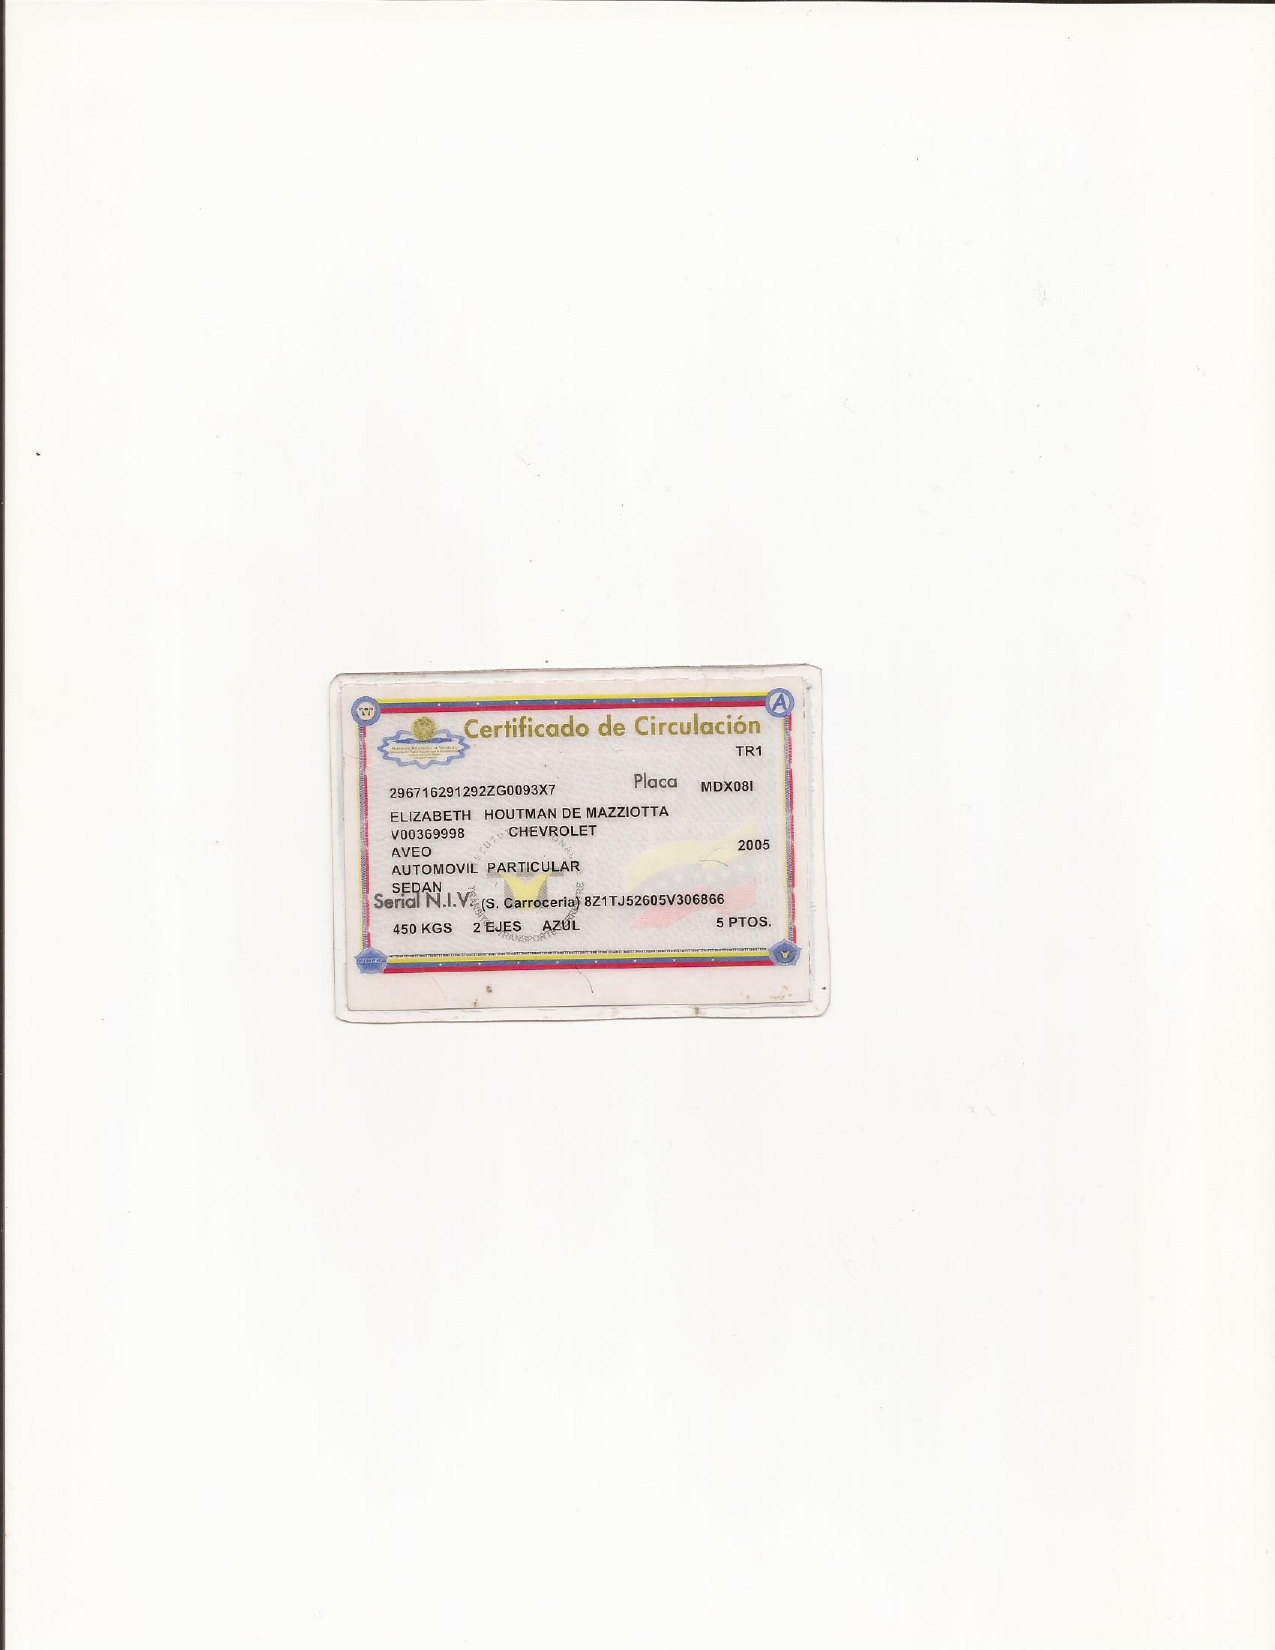 Certificado de Circulación
TR1
296716291292ZG0093X7 Placa MDX08I
ELIZABETH HOUTMAN DE MAZZIOTTA
V00369998 CHEVROLET
AVEO 2005
AUTOMOVIL PARTICULAR
SEDAN
Serial N.I.V. (S. Carroceria) 8Z1TJ52605V306866
450 KGS 2 EJES AZUL 5 PTOS.